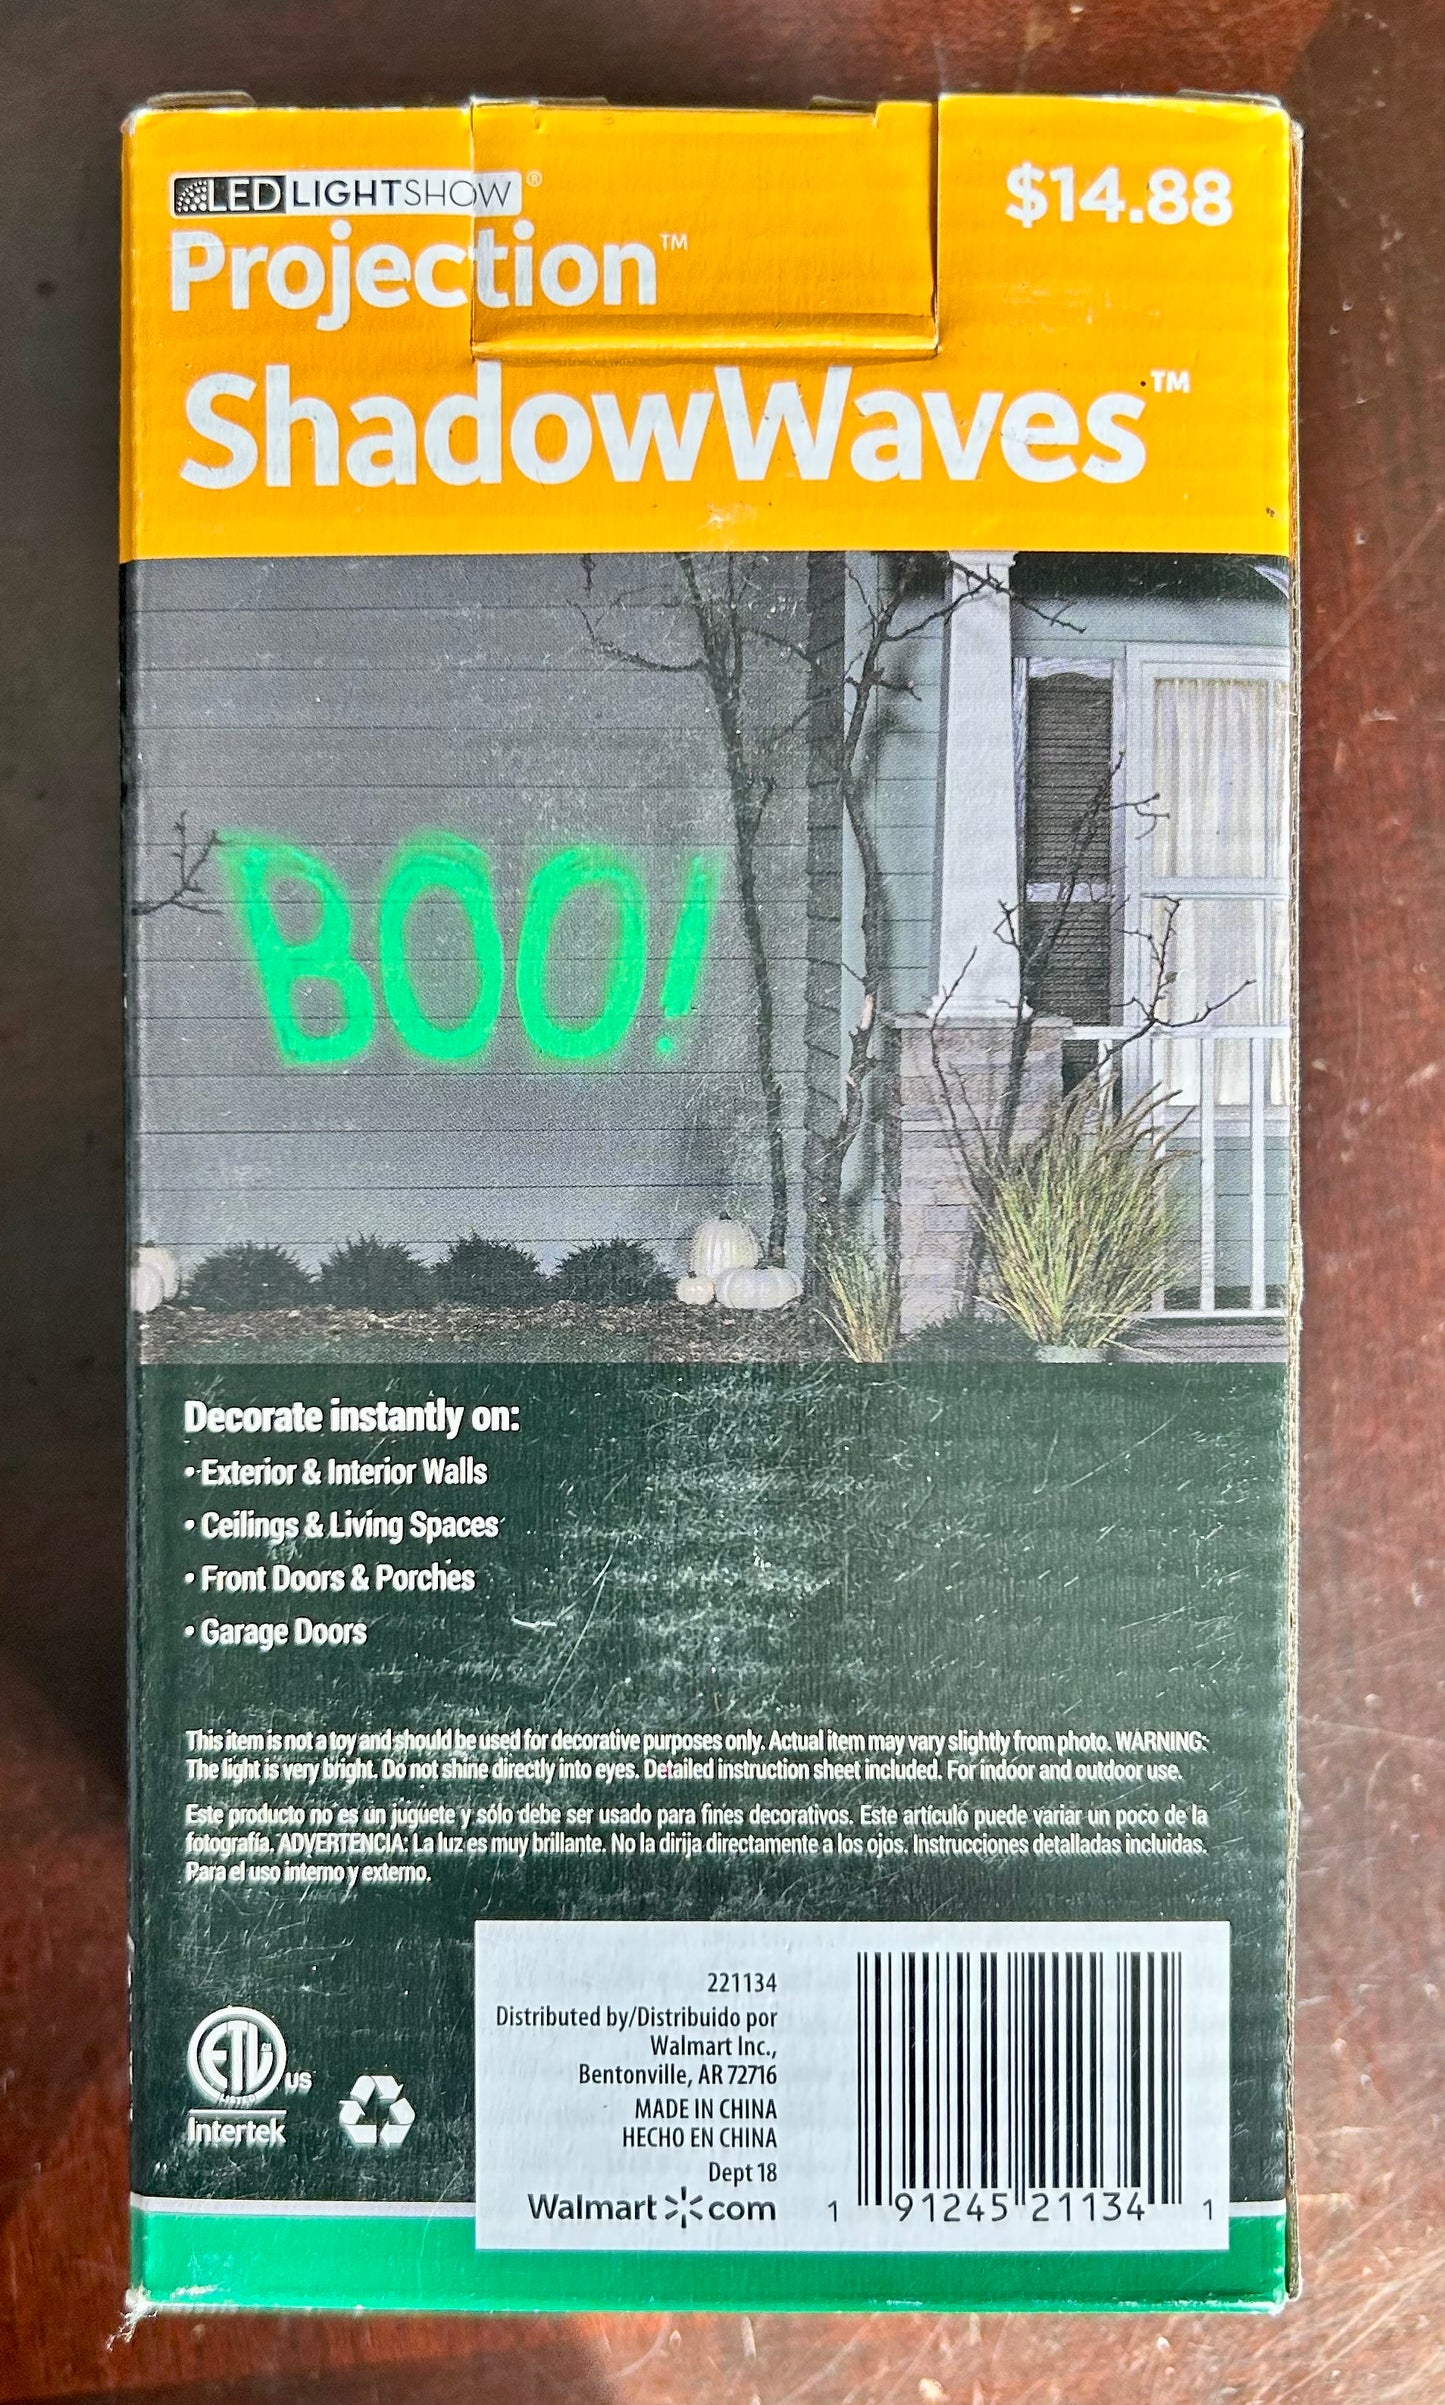 LED LIGHTSHOW®
$14.88
Projection™
ShadowWaves™
BOO!
Decorate instantly on:
• Exterior & Interior Walls
• Ceilings & Living Spaces
• Front Doors & Porches
• Garage Doors
This item is not a toy and should be used for decorative purposes only. Actual item may vary slightly from photo. WARNING:
The light is very bright. Do not shine directly into eyes. Detailed instruction sheet included. For indoor and outdoor use.
Este producto no es un juguete y sólo debe ser usado para fines decorativos. Este artículo puede variar un poco de la
fotografía. ADVERTENCIA: La luz es muy brillante. No la dirija directamente a los ojos. Instrucciones detalladas incluidas.
Para el uso interno y externo.
ETL
LISTED
US
Intertek
221134
Distributed by/Distribuido por
Walmart Inc.,
Bentonville, AR 72716
MADE IN CHINA
HECHO EN CHINA
Dept 18
Walmart com
1 91245 21134 1